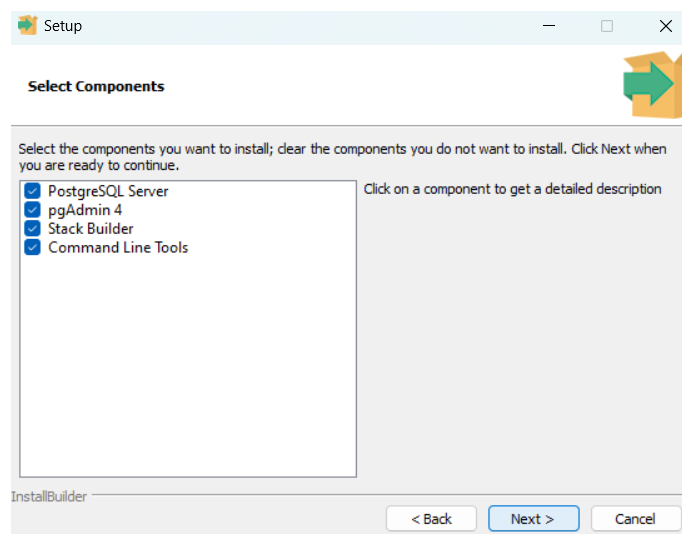 Setup
Select Components
Select the components you want to install; clear the components you do not want to install. Click Next when
you are ready to continue.
PostgreSQL Server
pgAdmin 4
Stack Builder
Command Line Tools
Click on a component to get a detailed description
InstallBuilder
< Back
Next >
Cancel